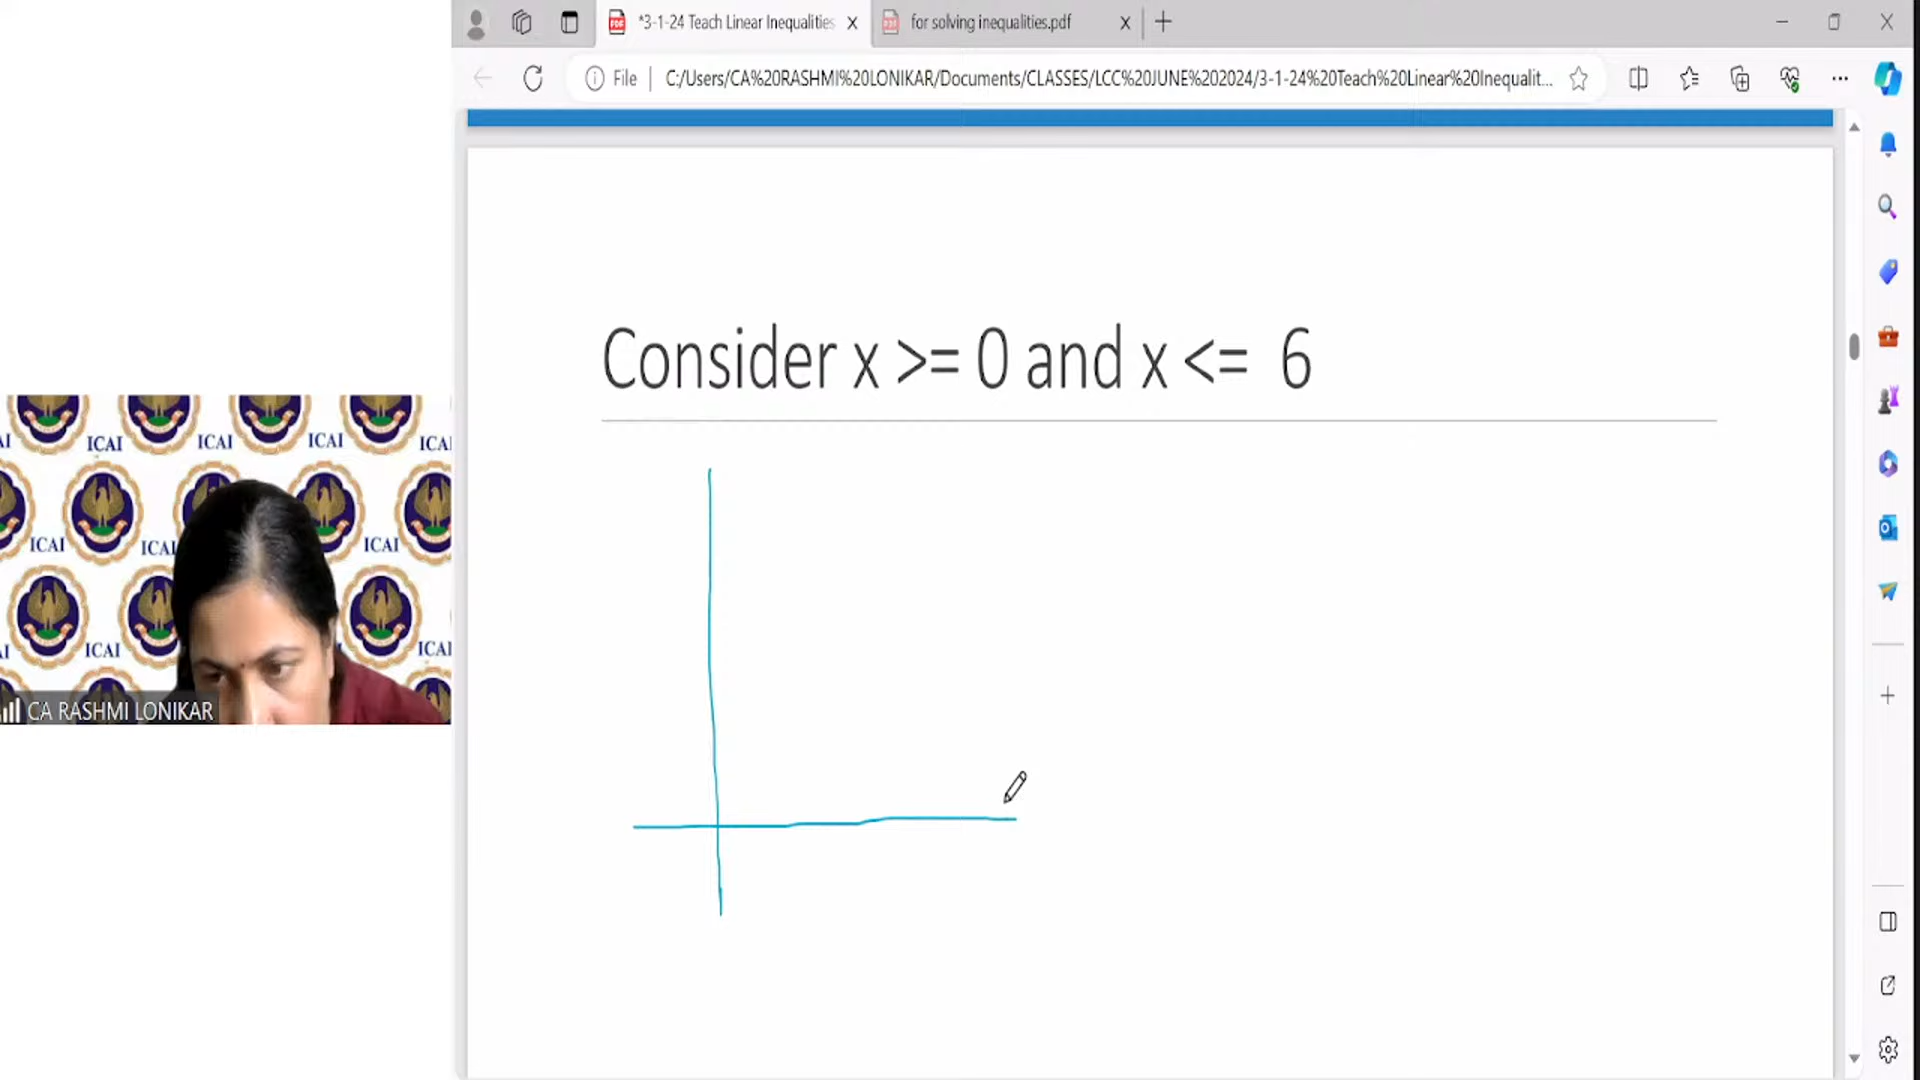 *3-1-24 Teach Linear Inequalities
for solving inequalities.pdf
File
C:/Users/CA%20RASHMI%20LONIKAR/Documents/CLASSES/LCC%20JUNE%202024/3-1-24%20Teach%20Linear%20Inequalit...
Consider x >= 0 and x <= 6
ICAI ICAI ICAI ICAI
ICAI ICAI ICAI
ICAI ICAI
CA RASHMI LONIKAR